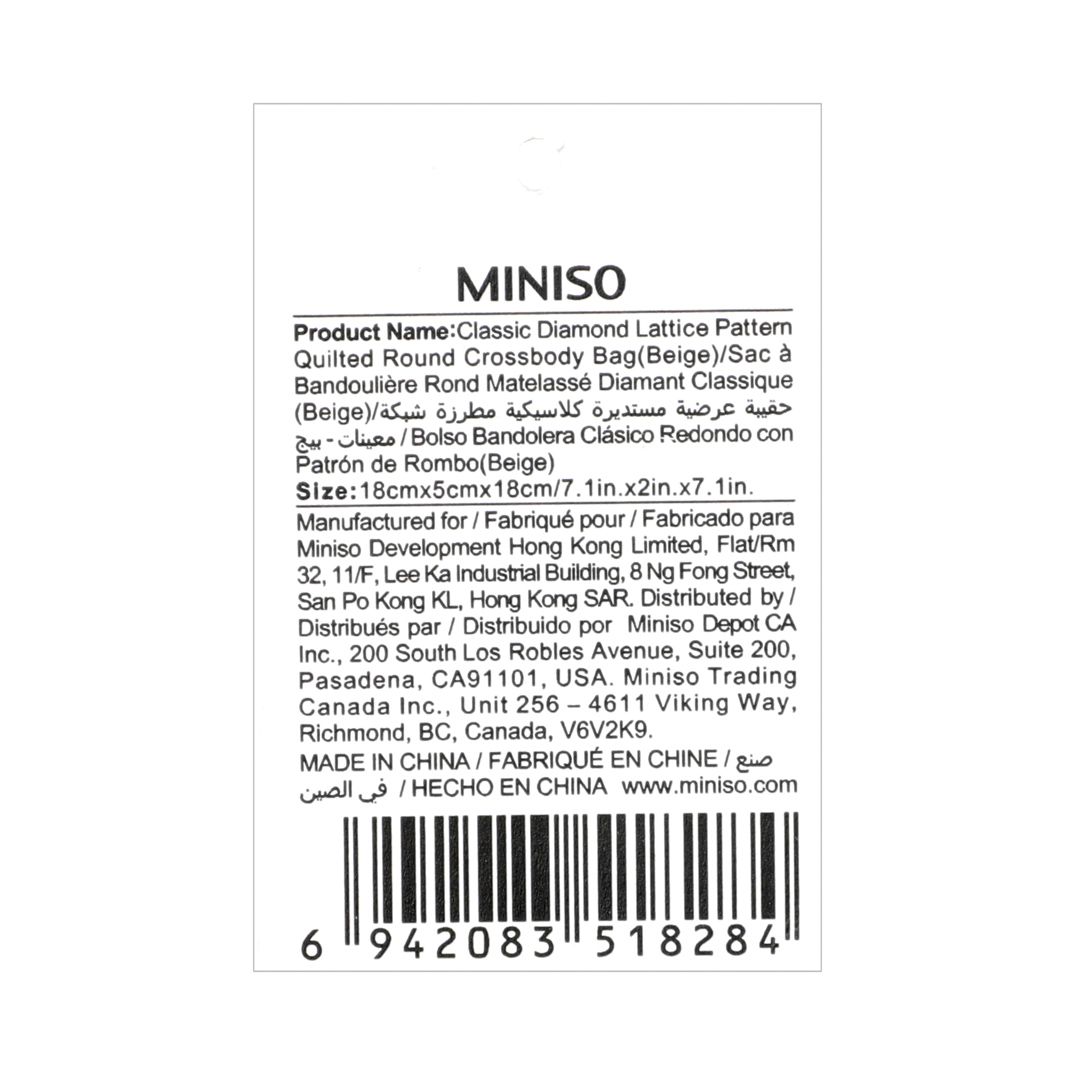 MINISO
Product Name:Classic Diamond Lattice Pattern
Quilted Round Crossbody Bag(Beige)/Sac à
Bandoulière Rond Matelassé Diamant Classique
(Beige)/حقيبة عرضية مستديرة كلاسيكية مطرزة شبكة
معينات - بيج / Bolso Bandolera Clásico Redondo con
Patrón de Rombo(Beige)
Size:18cmx5cmx18cm/7.1in.x2in.x7.1in.
Manufactured for / Fabriqué pour / Fabricado para
Miniso Development Hong Kong Limited, Flat/Rm
32, 11/F, Lee Ka Industrial Building, 8 Ng Fong Street,
San Po Kong KL, Hong Kong SAR. Distributed by /
Distribués par / Distribuido por Miniso Depot CA
Inc., 200 South Los Robles Avenue, Suite 200,
Pasadena, CA91101, USA. Miniso Trading
Canada Inc., Unit 256 – 4611 Viking Way,
Richmond, BC, Canada, V6V2K9.
MADE IN CHINA / FABRIQUÉ EN CHINE / صنع
في الصين / HECHO EN CHINA www.miniso.com
6 942083 518284